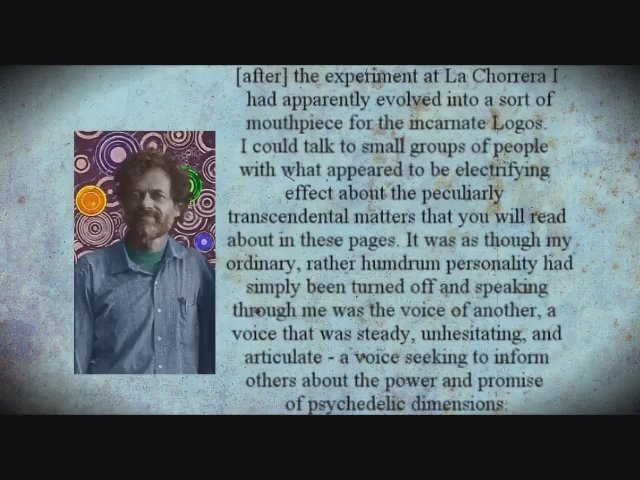 [after] the experiment at La Chorrera I
had apparently evolved into a sort of
mouthpiece for the incarnate Logos.
I could talk to small groups of people
with what appeared to be electrifying
effect about the peculiarly
transcendental matters that you will read
about in these pages. It was as though my
ordinary, rather humdrum personality had
simply been turned off and speaking
through me was the voice of another, a
voice that was steady, unhesitating, and
articulate - a voice seeking to inform
others about the power and promise
of psychedelic dimensions.